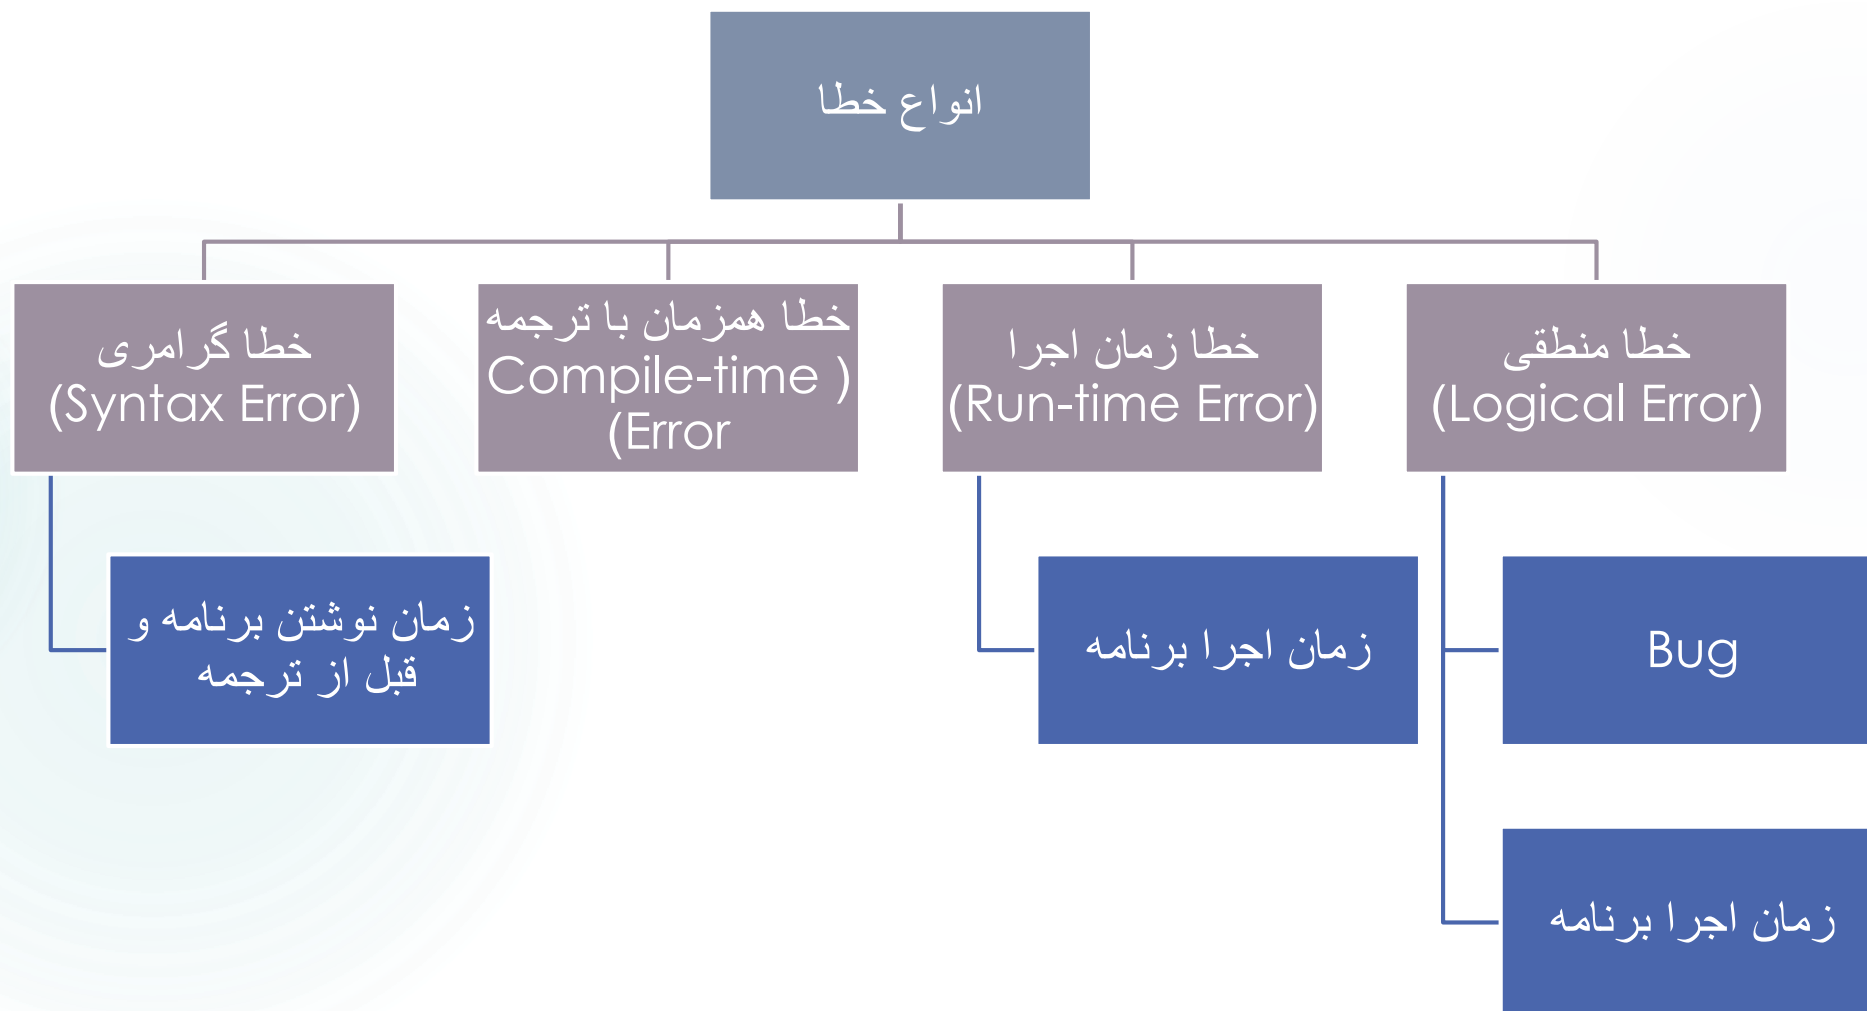 انواع خطا
خطا گرامری
(Syntax Error)
خطا همزمان با ترجمه
Compile-time )
(Error
خطا زمان اجرا
(Run-time Error)
خطا منطقی
(Logical Error)
زمان نوشتن برنامه و
قبل از ترجمه
زمان اجرا برنامه
Bug
زمان اجرا برنامه